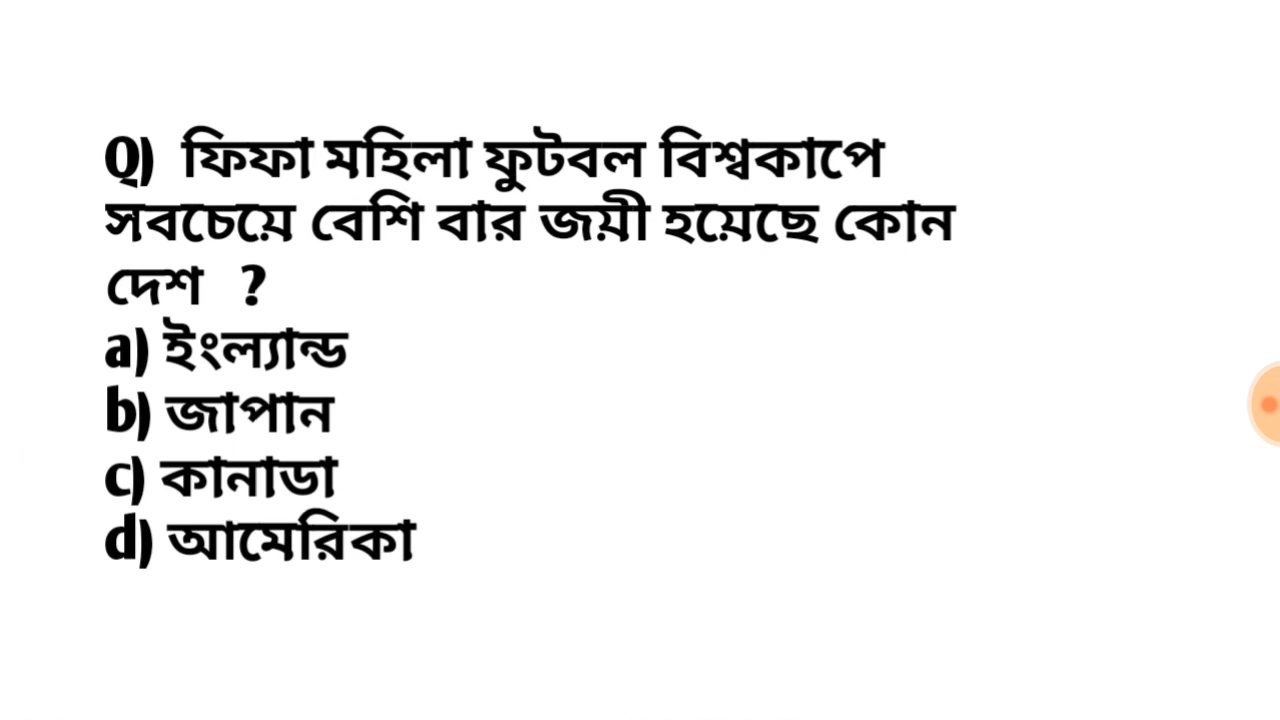 Q) ফিফা মহিলা ফুটবল বিশ্বকাপে
সবচেয়ে বেশি বার জয়ী হয়েছে কোন
দেশ ?
a) ইংল্যান্ড
b) জাপান
c) কানাডা
d) আমেরিকা